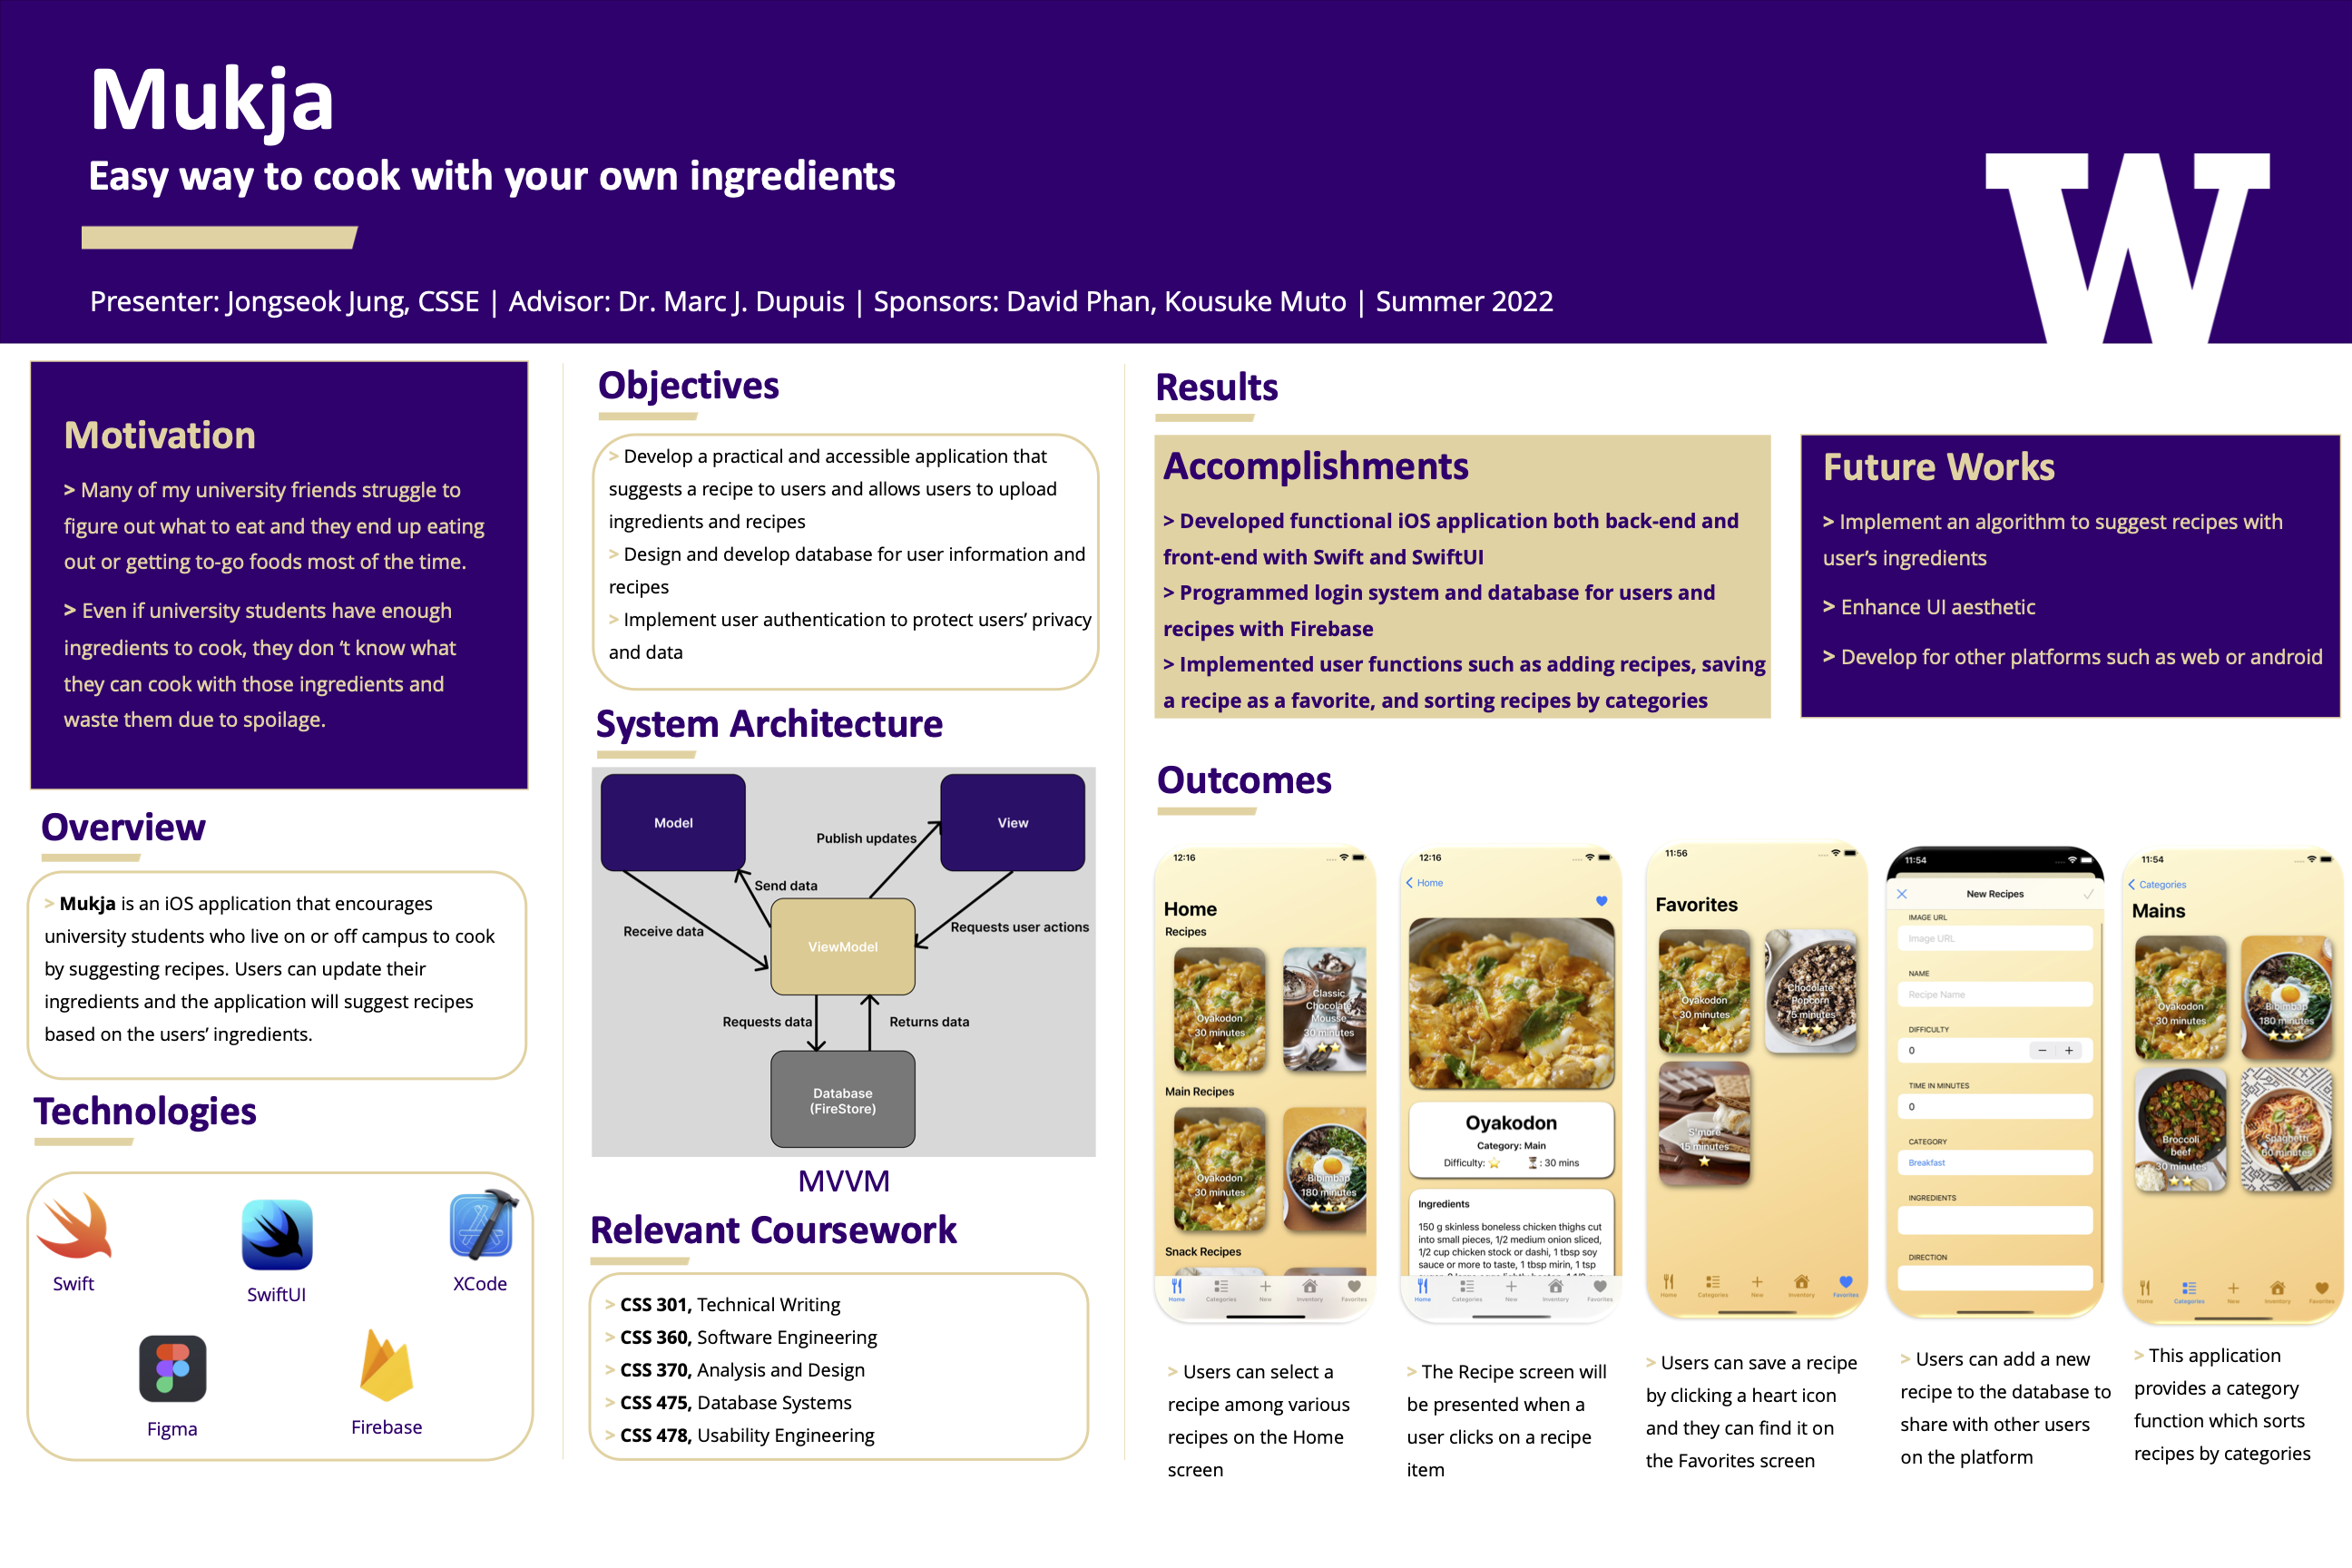 Mukja
Easy way to cook with your own ingredients
Presenter: Jongseok Jung, CSSE | Advisor: Dr. Marc J. Dupuis | Sponsors: David Phan, Kousuke Muto | Summer 2022
W
Motivation
> Many of my university friends struggle to
figure out what to eat and they end up eating
out or getting to-go foods most of the time.
> Even if university students have enough
ingredients to cook, they don ‘t know what
they can cook with those ingredients and
waste them due to spoilage.
Overview
> Mukja is an iOS application that encourages
university students who live on or off campus to cook
by suggesting recipes. Users can update their
ingredients and the application will suggest recipes
based on the users’ ingredients.
Technologies
Swift
SwiftUI
XCode
Figma
Firebase
Objectives
> Develop a practical and accessible application that
suggests a recipe to users and allows users to upload
ingredients and recipes
> Design and develop database for user information and
recipes
> Implement user authentication to protect users’ privacy
and data
System Architecture
Model
View
Publish updates
Send data
Receive data
ViewModel
Requests user actions
Requests data
Returns data
Database
(FireStore)
MVVM
Relevant Coursework
> CSS 301, Technical Writing
> CSS 360, Software Engineering
> CSS 370, Analysis and Design
> CSS 475, Database Systems
> CSS 478, Usability Engineering
Results
Accomplishments
> Developed functional iOS application both back-end and
front-end with Swift and SwiftUI
> Programmed login system and database for users and
recipes with Firebase
> Implemented user functions such as adding recipes, saving
a recipe as a favorite, and sorting recipes by categories
Future Works
> Implement an algorithm to suggest recipes with
user’s ingredients
> Enhance UI aesthetic
> Develop for other platforms such as web or android
Outcomes
12:16
Home
Recipes
Oyakodon
30 minutes
Classic
Chocolate
Mousse
30 minutes
Main Recipes
Oyakodon
30 minutes
Bibimbap
180 minutes
Snack Recipes
Home
Categories
New
Inventory
Favorites
> Users can select a
recipe among various
recipes on the Home
screen
12:16
Home
Oyakodon
Category: Main
Difficulty:
: 30 mins
Ingredients
150 g skinless boneless chicken thighs cut
into small pieces, 1/2 medium onion sliced,
1/2 cup chicken stock or dashi, 1 tbsp soy
sauce or more to taste, 1 tbsp mirin, 1 tsp
Home
Categories
New
Inventory
Favorites
> The Recipe screen will
be presented when a
user clicks on a recipe
item
11:56
Favorites
Oyakodon
30 minutes
Chocolate
Popcorn
75 minutes
S'more
15 minutes
Home
Categories
New
Inventory
Favorites
> Users can save a recipe
by clicking a heart icon
and they can find it on
the Favorites screen
11:54
New Recipes
IMAGE URL
Image URL
NAME
Recipe Name
DIFFICULTY
0
− +
TIME IN MINUTES
0
CATEGORY
Breakfast
INGREDIENTS
DIRECTION
> Users can add a new
recipe to the database to
share with other users
on the platform
11:54
Categories
Mains
Oyakodon
30 minutes
Bibimbap
180 minutes
Broccoli
beef
30 minutes
Spaghetti
60 minutes
Home
Categories
New
Inventory
Favorites
> This application
provides a category
function which sorts
recipes by categories